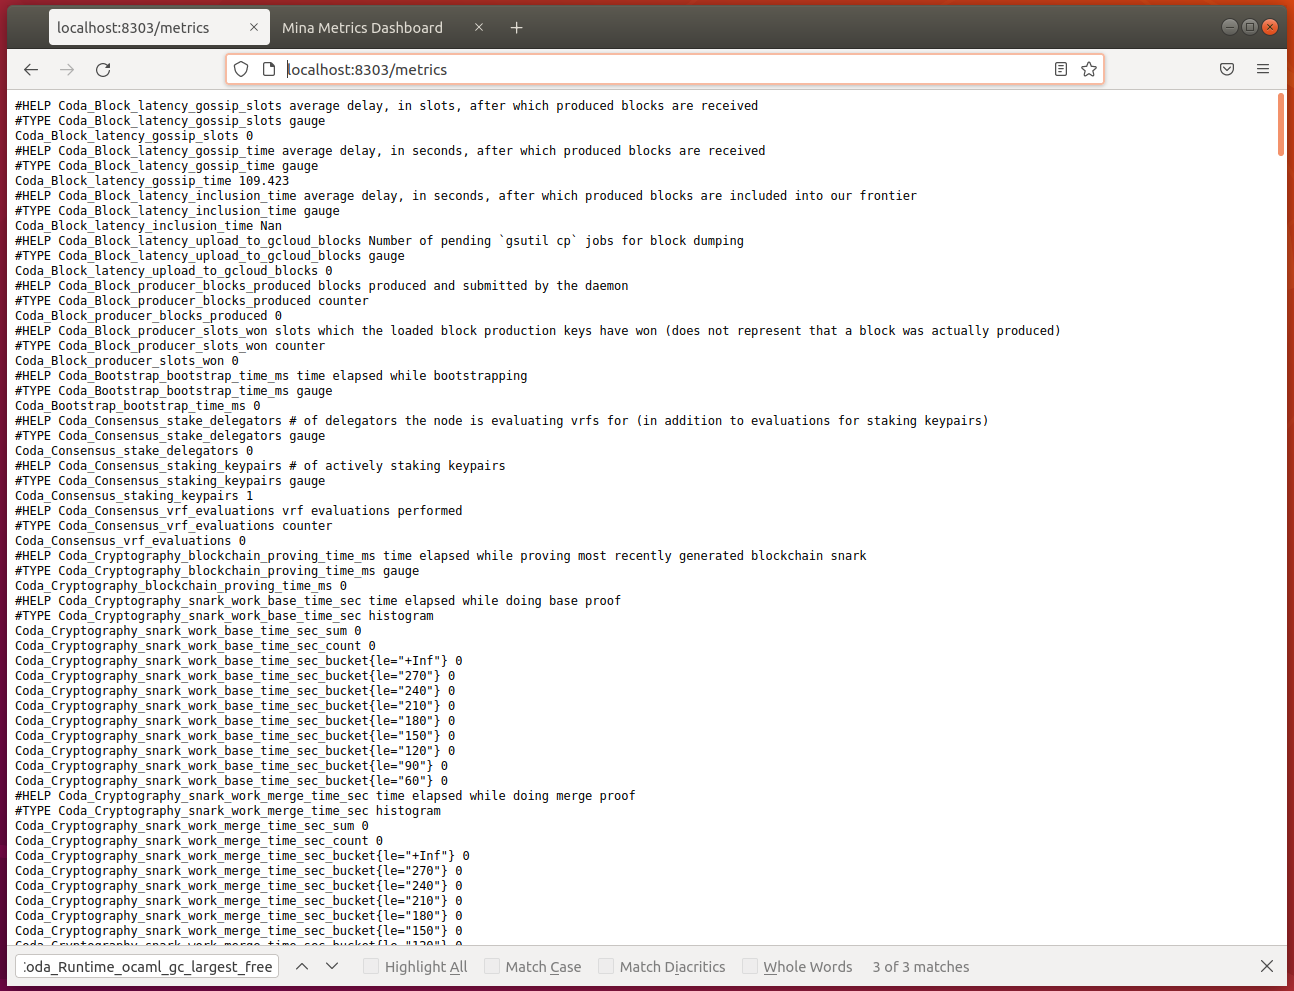 localhost:8303/metrics
Mina Metrics Dashboard
localhost:8303/metrics
#HELP Coda_Block_latency_gossip_slots average delay, in slots, after which produced blocks are received
#TYPE Coda_Block_latency_gossip_slots gauge
Coda_Block_latency_gossip_slots 0
#HELP Coda_Block_latency_gossip_time average delay, in seconds, after which produced blocks are received
#TYPE Coda_Block_latency_gossip_time gauge
Coda_Block_latency_gossip_time 109.423
#HELP Coda_Block_latency_inclusion_time average delay, in seconds, after which produced blocks are included into our frontier
#TYPE Coda_Block_latency_inclusion_time gauge
Coda_Block_latency_inclusion_time Nan
#HELP Coda_Block_latency_upload_to_gcloud_blocks Number of pending `gsutil cp` jobs for block dumping
#TYPE Coda_Block_latency_upload_to_gcloud_blocks gauge
Coda_Block_latency_upload_to_gcloud_blocks 0
#HELP Coda_Block_producer_blocks_produced blocks produced and submitted by the daemon
#TYPE Coda_Block_producer_blocks_produced counter
Coda_Block_producer_blocks_produced 0
#HELP Coda_Block_producer_slots_won slots which the loaded block production keys have won (does not represent that a block was actually produced)
#TYPE Coda_Block_producer_slots_won counter
Coda_Block_producer_slots_won 0
#HELP Coda_Bootstrap_bootstrap_time_ms time elapsed while bootstrapping
#TYPE Coda_Bootstrap_bootstrap_time_ms gauge
Coda_Bootstrap_bootstrap_time_ms 0
#HELP Coda_Consensus_stake_delegators # of delegators the node is evaluating vrfs for (in addition to evaluations for staking keypairs)
#TYPE Coda_Consensus_stake_delegators gauge
Coda_Consensus_stake_delegators 0
#HELP Coda_Consensus_staking_keypairs # of actively staking keypairs
#TYPE Coda_Consensus_staking_keypairs gauge
Coda_Consensus_staking_keypairs 1
#HELP Coda_Consensus_vrf_evaluations vrf evaluations performed
#TYPE Coda_Consensus_vrf_evaluations counter
Coda_Consensus_vrf_evaluations 0
#HELP Coda_Cryptography_blockchain_proving_time_ms time elapsed while proving most recently generated blockchain snark
#TYPE Coda_Cryptography_blockchain_proving_time_ms gauge
Coda_Cryptography_blockchain_proving_time_ms 0
#HELP Coda_Cryptography_snark_work_base_time_sec time elapsed while doing base proof
#TYPE Coda_Cryptography_snark_work_base_time_sec histogram
Coda_Cryptography_snark_work_base_time_sec_sum 0
Coda_Cryptography_snark_work_base_time_sec_count 0
Coda_Cryptography_snark_work_base_time_sec_bucket{le="+Inf"} 0
Coda_Cryptography_snark_work_base_time_sec_bucket{le="270"} 0
Coda_Cryptography_snark_work_base_time_sec_bucket{le="240"} 0
Coda_Cryptography_snark_work_base_time_sec_bucket{le="210"} 0
Coda_Cryptography_snark_work_base_time_sec_bucket{le="180"} 0
Coda_Cryptography_snark_work_base_time_sec_bucket{le="150"} 0
Coda_Cryptography_snark_work_base_time_sec_bucket{le="120"} 0
Coda_Cryptography_snark_work_base_time_sec_bucket{le="90"} 0
Coda_Cryptography_snark_work_base_time_sec_bucket{le="60"} 0
#HELP Coda_Cryptography_snark_work_merge_time_sec time elapsed while doing merge proof
#TYPE Coda_Cryptography_snark_work_merge_time_sec histogram
Coda_Cryptography_snark_work_merge_time_sec_sum 0
Coda_Cryptography_snark_work_merge_time_sec_count 0
Coda_Cryptography_snark_work_merge_time_sec_bucket{le="+Inf"} 0
Coda_Cryptography_snark_work_merge_time_sec_bucket{le="270"} 0
Coda_Cryptography_snark_work_merge_time_sec_bucket{le="240"} 0
Coda_Cryptography_snark_work_merge_time_sec_bucket{le="210"} 0
Coda_Cryptography_snark_work_merge_time_sec_bucket{le="180"} 0
Coda_Cryptography_snark_work_merge_time_sec_bucket{le="150"} 0
Coda_Cryptography_snark_work_merge_time_sec_bucket{le="120"} 0
oda_Runtime_ocaml_gc_largest_free Highlight All Match Case Match Diacritics Whole Words 3 of 3 matches